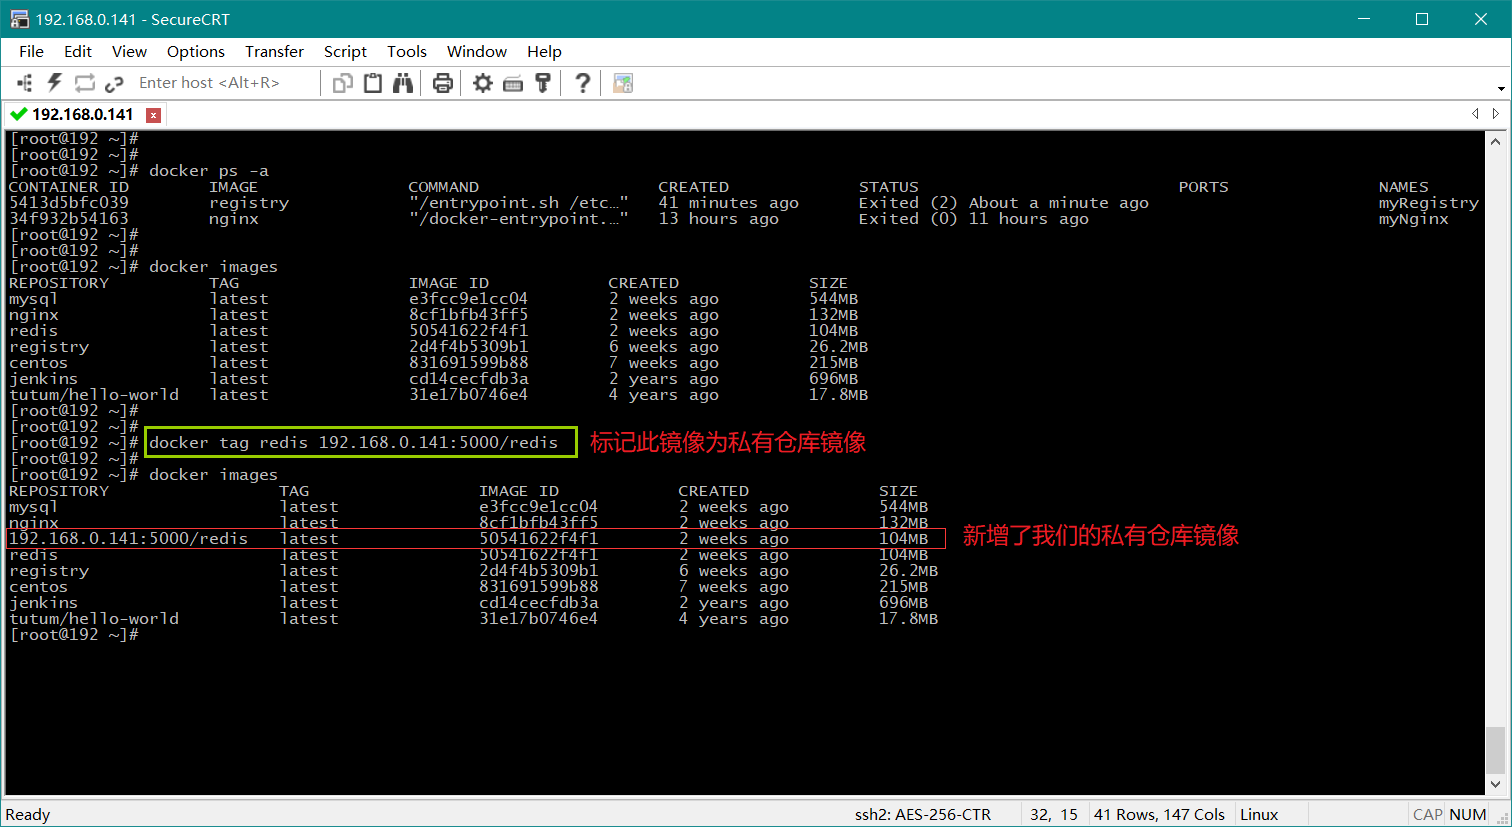 192.168.0.141 - SecureCRT
File Edit View Options Transfer Script Tools Window Help
Enter host <Alt+R>
192.168.0.141
[root@192 ~]#
[root@192 ~]#
[root@192 ~]# docker ps -a
CONTAINER ID IMAGE COMMAND CREATED STATUS PORTS NAMES
5413d5bfc039 registry "/entrypoint.sh /etc…" 41 minutes ago Exited (2) About a minute ago myRegistry
34f932b54163 nginx "/docker-entrypoint.…" 13 hours ago Exited (0) 11 hours ago myNginx
[root@192 ~]#
[root@192 ~]#
[root@192 ~]# docker images
REPOSITORY TAG IMAGE ID CREATED SIZE
mysql latest e3fcc9e1cc04 2 weeks ago 544MB
nginx latest 8cf1bfb43ff5 2 weeks ago 132MB
redis latest 50541622f4f1 2 weeks ago 104MB
registry latest 2d4f4b5309b1 6 weeks ago 26.2MB
centos latest 831691599b88 7 weeks ago 215MB
jenkins latest cd14cecfdb3a 2 years ago 696MB
tutum/hello-world latest 31e17b0746e4 4 years ago 17.8MB
[root@192 ~]#
[root@192 ~]#
[root@192 ~]# docker tag redis 192.168.0.141:5000/redis 标记此镜像为私有仓库镜像
[root@192 ~]#
[root@192 ~]# docker images
REPOSITORY TAG IMAGE ID CREATED SIZE
mysql latest e3fcc9e1cc04 2 weeks ago 544MB
nginx latest 8cf1bfb43ff5 2 weeks ago 132MB
192.168.0.141:5000/redis latest 50541622f4f1 2 weeks ago 104MB 新增了我们的私有仓库镜像
redis latest 50541622f4f1 2 weeks ago 104MB
registry latest 2d4f4b5309b1 6 weeks ago 26.2MB
centos latest 831691599b88 7 weeks ago 215MB
jenkins latest cd14cecfdb3a 2 years ago 696MB
tutum/hello-world latest 31e17b0746e4 4 years ago 17.8MB
[root@192 ~]#
Ready ssh2: AES-256-CTR 32, 15 41 Rows, 147 Cols Linux CAP NUM